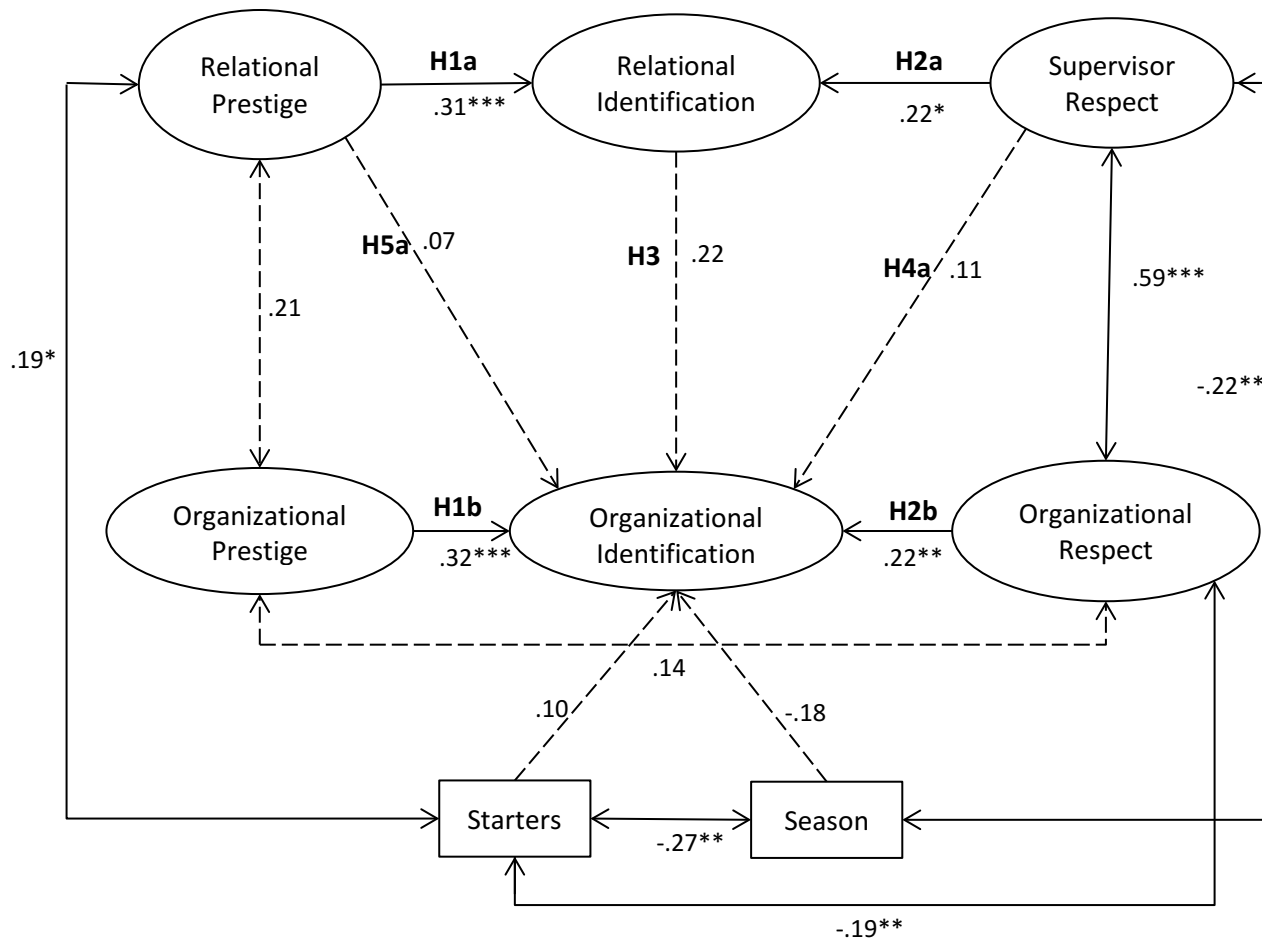 Relational
Prestige
H1a
.31***
Relational
Identification
H2a
.22*
Supervisor
Respect
H5a
.07
H3
.22
H4a
.11
.59***
.21
.19*
-.22**
Organizational
Prestige
H1b
.32***
Organizational
Identification
H2b
.22**
Organizational
Respect
.14
.10
-.18
Starters
-.27**
Season
-.19**